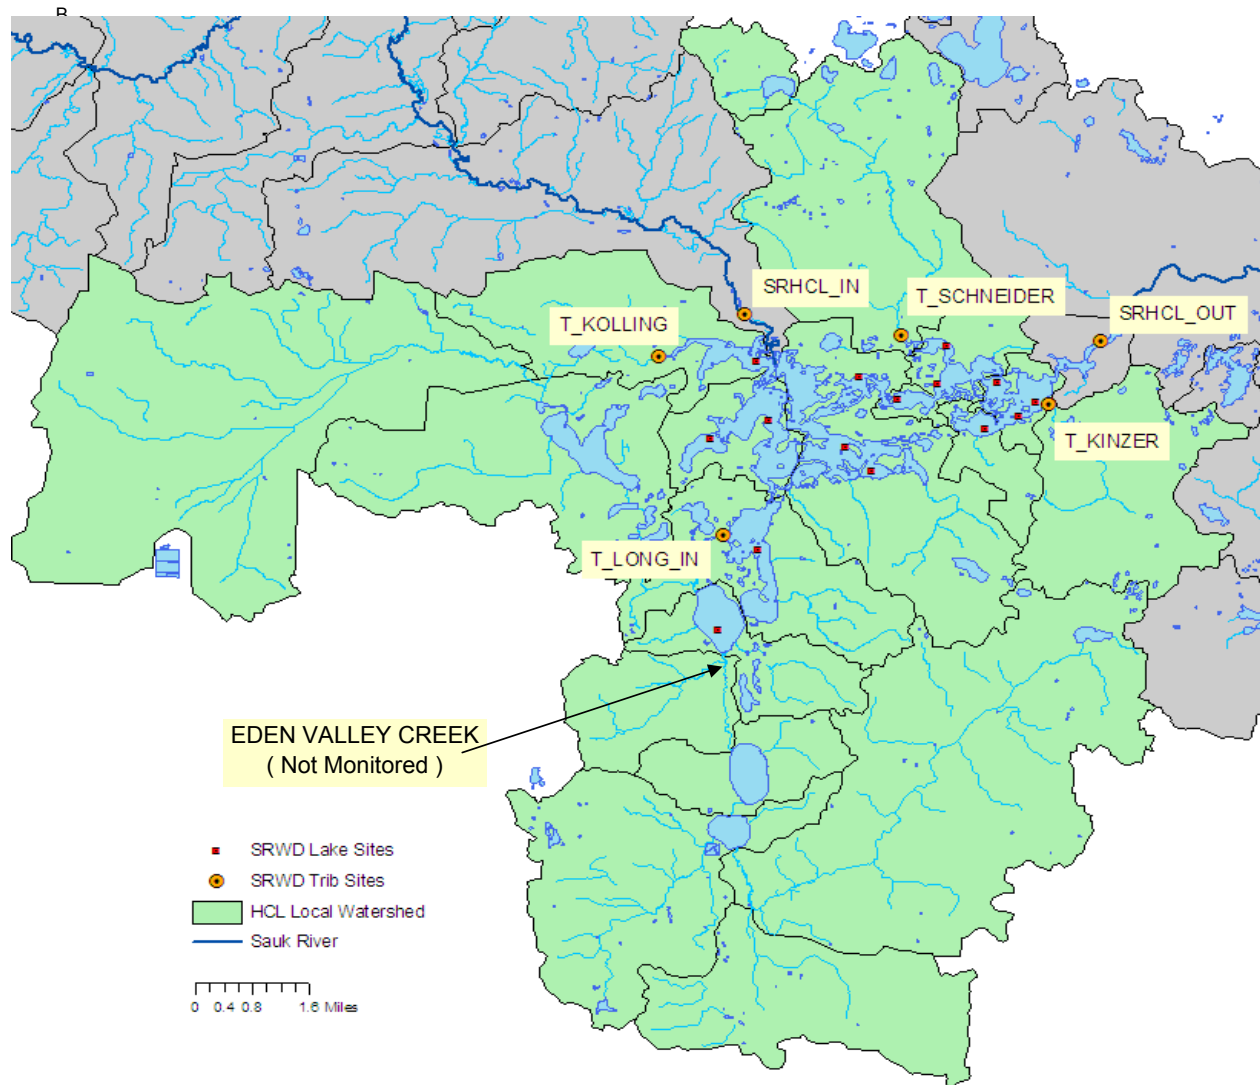 B
SRHCL_IN
T_SCHNEIDER
SRHCL_OUT
T_KOLLING
T_KINZER
T_LONG_IN
EDEN VALLEY CREEK
( Not Monitored )
SRWD Lake Sites
SRWD Trib Sites
HCL Local Watershed
Sauk River
0 0.4 0.8 1.6 Miles